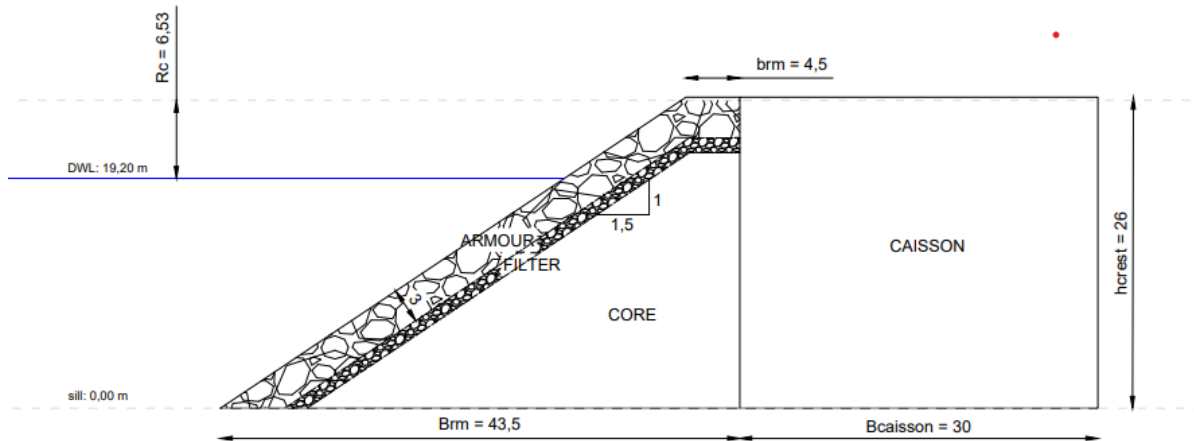 Rc = 6,53
brm = 4,5
DWL: 19,20 m
1
1,5
ARMOUR
FILTER
3
CAISSON
hcrest = 26
CORE
sill: 0,00 m
Brm = 43,5
Bcaisson = 30